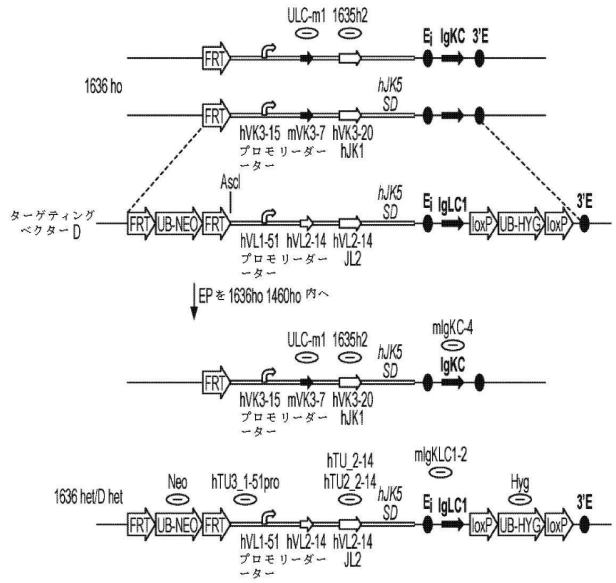 ULC-m1 1635h2
Ei IgKC 3'E
FRT
1636 ho
hJK5
SD
FRT
hVK3-15 mVK3-7 hVK3-20
プロモリーダー hJK1
ーター
AscI
hJK5
SD
Ei IgLC1
3'E
ターゲティング
ベクターD
FRT UB-NEO FRT
loxP UB-HYG loxP
hVL1-51 hVL2-14 hVL2-14
プロモリーダー JL2
ーター
EPを1636ho 1460ho 内へ
mIgKC-4
ULC-m1 1635h2
hJK5
SD
Ei IgKC 3'E
FRT
hVK3-15 mVK3-7 hVK3-20
プロモリーダー hJK1
ーター
mIgKLC1-2
hTU_2-14
Neo hTU3_1-51pro hTU2_2-14 Hyg
hJK5
SD
Ei IgLC1
3'E
1636 het/D het
FRT UB-NEO FRT
loxP UB-HYG loxP
hVL1-51 hVL2-14 hVL2-14
プロモリーダー JL2
ーター